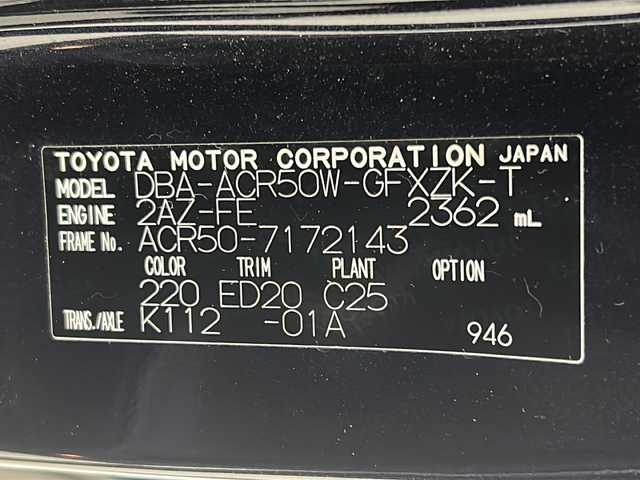 TOYOTA MOTOR CORPORATION JAPAN
MODEL DBA-ACR50W-GFXZK-T
ENGINE 2AZ-FE 2362 mL
FRAME No. ACR50-7172143
COLOR TRIM PLANT OPTION
220 ED20 C25
TRANS./AXLE K112 -01A 946